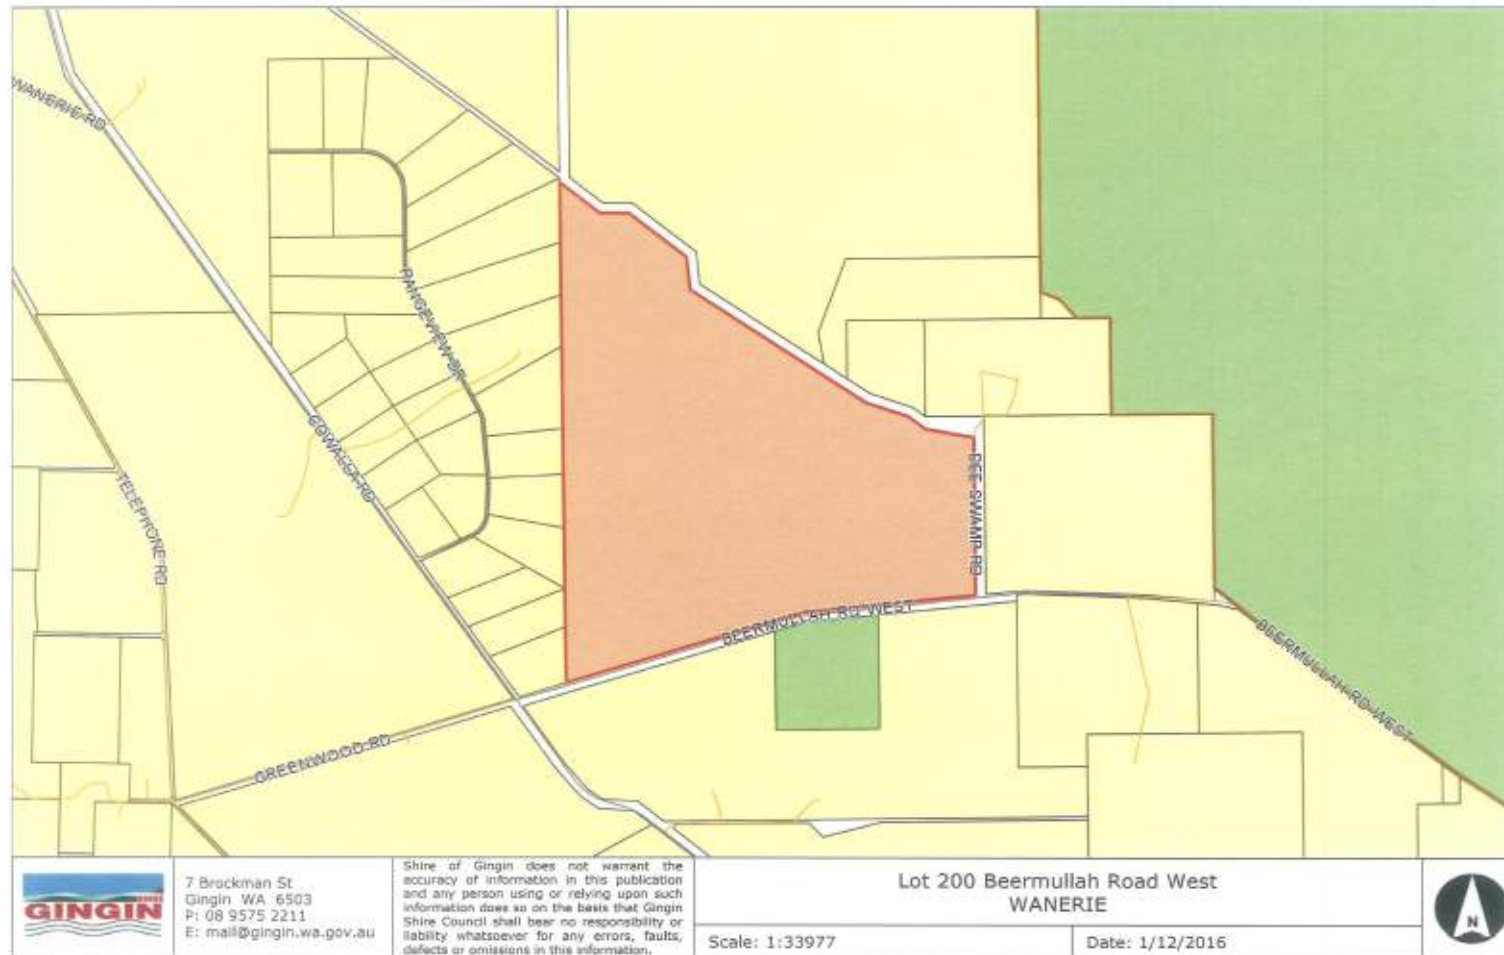 WANERIE RD
RANGEVIEW DR
COWALLA RD
TELEPHONE RD
BEE SWAMP RD
BEERMULLAH RD WEST
BEERMULLAH RD WEST
GREENWOOD RD
GINGIN
7 Brockman St
Gingin WA 6503
P: 08 9575 2211
E: mail@gingin.wa.gov.au
Shire of Gingin does not warrant the
accuracy of information in this publication
and any person using or relying upon such
information does so on the basis that Gingin
Shire Council shall bear no responsibility or
liability whatsoever for any errors, faults,
defects or omissions in this information.
Lot 200 Beermullah Road West
WANERIE
Scale: 1:33977
Date: 1/12/2016
N